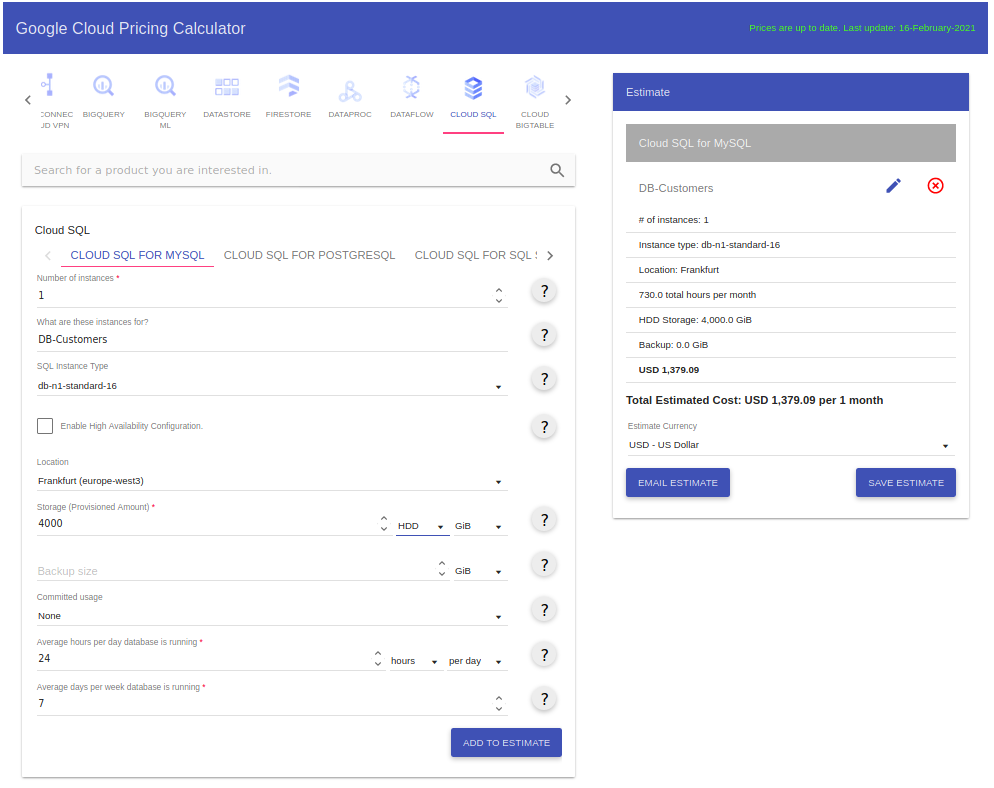 Google Cloud Pricing Calculator
Prices are up to date. Last update: 16-February-2021
CONNEC
UD VPN
BIGQUERY
BIGQUERY
ML
DATASTORE
FIRESTORE
DATAPROC
DATAFLOW
CLOUD SQL
CLOUD
BIGTABLE
Search for a product you are interested in.
Cloud SQL
CLOUD SQL FOR MYSQL
CLOUD SQL FOR POSTGRESQL
CLOUD SQL FOR SQL S
Number of instances *
1
?
What are these instances for?
DB-Customers
?
SQL Instance Type
db-n1-standard-16
?
Enable High Availability Configuration.
?
Location
Frankfurt (europe-west3)
Storage (Provisioned Amount) *
4000
HDD
GiB
?
Backup size
GiB
?
Committed usage
None
?
Average hours per day database is running *
24
hours
per day
?
Average days per week database is running *
7
?
ADD TO ESTIMATE
Estimate
Cloud SQL for MySQL
DB-Customers
# of instances: 1
Instance type: db-n1-standard-16
Location: Frankfurt
730.0 total hours per month
HDD Storage: 4,000.0 GiB
Backup: 0.0 GiB
USD 1,379.09
Total Estimated Cost: USD 1,379.09 per 1 month
Estimate Currency
USD - US Dollar
EMAIL ESTIMATE
SAVE ESTIMATE